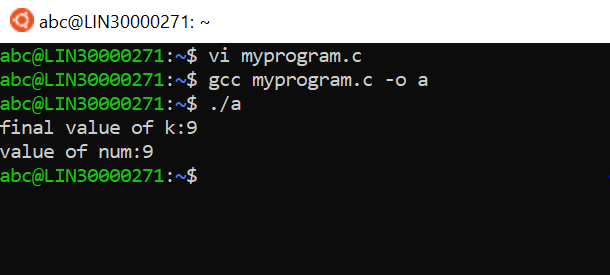 abc@LIN30000271: ~
abc@LIN30000271:~$ vi myprogram.c
abc@LIN30000271:~$ gcc myprogram.c -o a
abc@LIN30000271:~$ ./a
final value of k:9
value of num:9
abc@LIN30000271:~$